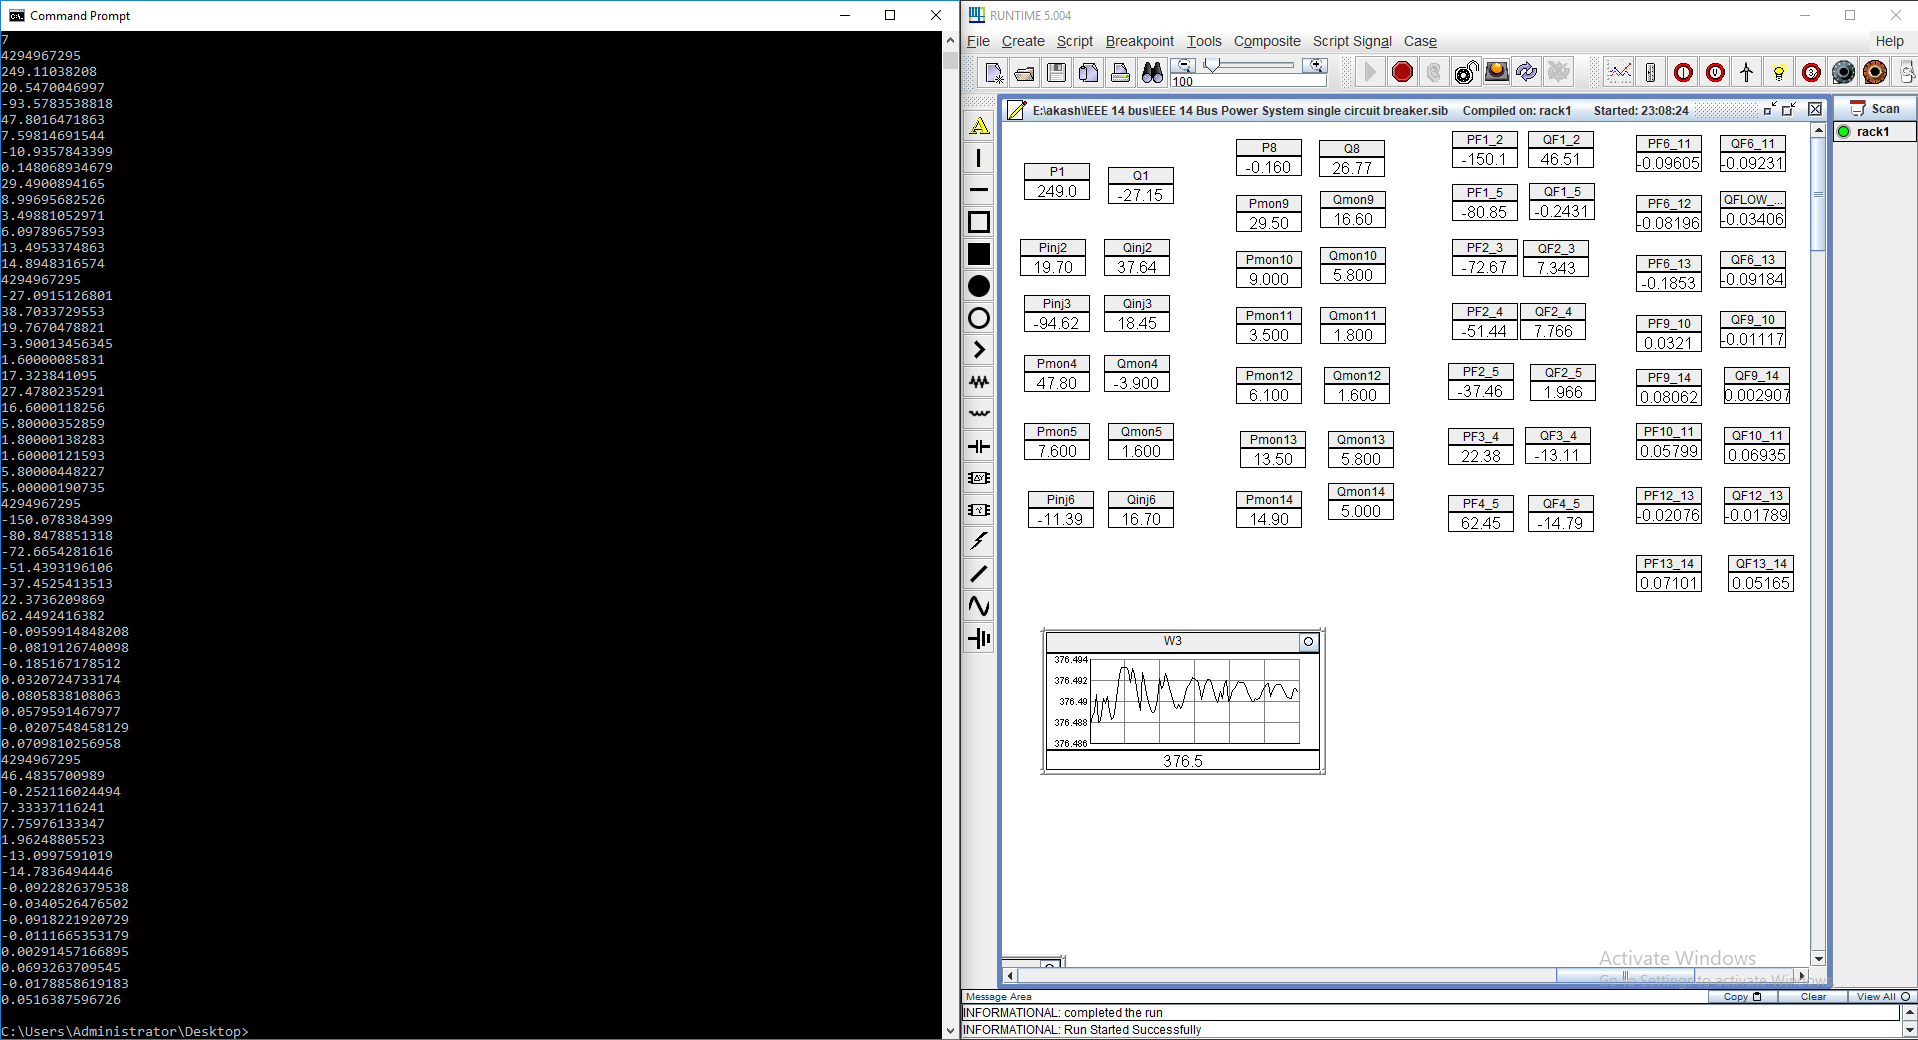 Command Prompt
7
4294967295
249.11038208
20.5470046997
-93.5783538818
47.8016471863
7.59814691544
-10.9357843399
0.148068934679
29.4900894165
8.99695682526
3.49881052971
6.09789657593
13.4953374863
14.8948316574
4294967295
-27.0915126801
38.7033729553
19.7670478821
-3.90013456345
1.60000085831
17.323841095
27.4780235291
16.6000118256
5.80000352859
1.80000138283
1.60000121593
5.80000448227
5.00000190735
4294967295
-150.078384399
-80.8478851318
-72.6654281616
-51.4393196106
-37.4525413513
22.3736209869
62.4492416382
-0.0959914848208
-0.0819126740098
-0.185167178512
0.0320724733174
0.0805838108063
0.0579591467977
-0.0207548458129
0.0709810256958
4294967295
46.4835700989
-0.252116024494
7.33337116241
7.75976133347
1.96248805523
-13.0997591019
-14.7836494446
-0.0922826379538
-0.0340526476502
-0.0918221920729
-0.0111665353179
0.00291457166895
0.0693263709545
-0.0178858619183
0.0516387596726
C:\Users\Administrator\Desktop>
RUNTIME 5.004
File Create Script Breakpoint Tools Composite Script Signal Case Help
100
E:\akash\IEEE 14 bus\IEEE 14 Bus Power System single circuit breaker.sib Compiled on: rack1 Started: 23:08:24
Scan
rack1
P1
249.0
Q1
-27.15
Pinj2
19.70
Qinj2
37.64
Pinj3
-94.62
Qinj3
18.45
Pmon4
47.80
Qmon4
-3.900
Pmon5
7.600
Qmon5
1.600
Pinj6
-11.39
Qinj6
16.70
P8
-0.160
Q8
26.77
Pmon9
29.50
Qmon9
16.60
Pmon10
9.000
Qmon10
5.800
Pmon11
3.500
Qmon11
1.800
Pmon12
6.100
Qmon12
1.600
Pmon13
13.50
Qmon13
5.800
Pmon14
14.90
Qmon14
5.000
PF1_2
-150.1
QF1_2
46.51
PF1_5
-80.85
QF1_5
-0.2431
PF2_3
-72.67
QF2_3
7.343
PF2_4
-51.44
QF2_4
7.766
PF2_5
-37.46
QF2_5
1.966
PF3_4
22.38
QF3_4
-13.11
PF4_5
62.45
QF4_5
-14.79
PF6_11
-0.09605
QF6_11
-0.09231
PF6_12
-0.08196
QFLOW_...
-0.03406
PF6_13
-0.1853
QF6_13
-0.09184
PF9_10
0.0321
QF9_10
-0.01117
PF9_14
0.08062
QF9_14
0.002907
PF10_11
0.05799
QF10_11
0.06935
PF12_13
-0.02076
QF12_13
-0.01789
PF13_14
0.07101
QF13_14
0.05165
W3
376.494
376.492
376.49
376.488
376.486
376.5
Activate Windows
Go to Settings to activate Windows.
Message Area Copy Clear View All
INFORMATIONAL: completed the run
INFORMATIONAL: Run Started Successfully